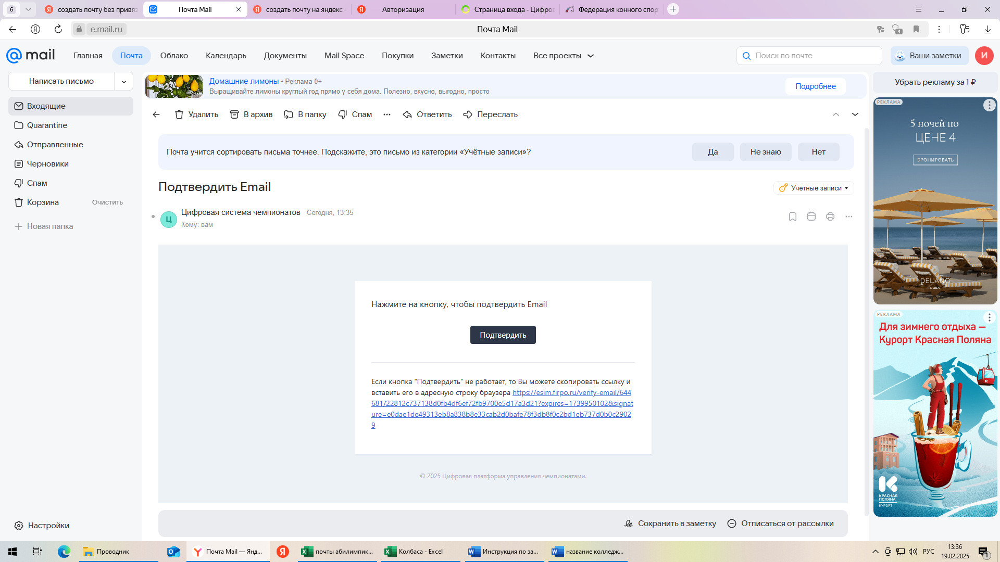 6
создать почту без привяз
Почта Mail
создать почту на яндекс -
Авторизация
Страница входа - Цифров
Федерация конного спор
e.mail.ru
Почта Mail
4
mail
Главная
Почта
Облако
Календарь
Документы
Mail Space
Покупки
Заметки
Контакты
Все проекты
Поиск по почте
Ваши заметки
И
Написать письмо
Входящие
Quarantine
Отправленные
Черновики
Спам
Корзина
Очистить
Новая папка
Настройки
Домашние лимоны • Реклама 0+
Выращивайте лимоны круглый год прямо у себя дома. Полезно, вкусно, выгодно, просто
Подробнее
Удалить
В архив
В папку
Спам
Ответить
Переслать
Почта учится сортировать письма точнее. Подскажите, это письмо из категории «Учётные записи»?
Да
Не знаю
Нет
Подтвердить Email
Учётные записи
Ц
Цифровая система чемпионатов
Сегодня, 13:35
Кому: вам
Нажмите на кнопку, чтобы подтвердить Email
Подтвердить
Если кнопка "Подтвердить" не работает, то Вы можете скопировать ссылку и
вставить его в адресную строку браузера https://esim.firpo.ru/verify-email/644
681/22812c737138d0fb4df6ef72fb9700e5d17a3d21?expires=1739950102&signat
ure=e0dae1de49313eb8a838b8e33cab2d0bafe78f3db8f0c2bd1eb737d0b0c2902
9
© 2025 Цифровая платформа управления чемпионатами.
Сохранить в заметку
Отписаться от рассылки
Убрать рекламу за 1 ₽
РЕКЛАМА
5 ночей по
ЦЕНЕ 4
БРОНИРОВАТЬ
DELANO
DUBAI
РЕКЛАМА
Для зимнего отдыха —
Курорт Красная Поляна
КРАСНАЯ
ПОЛЯНА
КУРОРТ
Проводник
Почта Mail — Янд...
почты абилимпик...
Колбаса - Excel
Инструкция по за...
название колледж...
РУС
13:36
19.02.2025
1